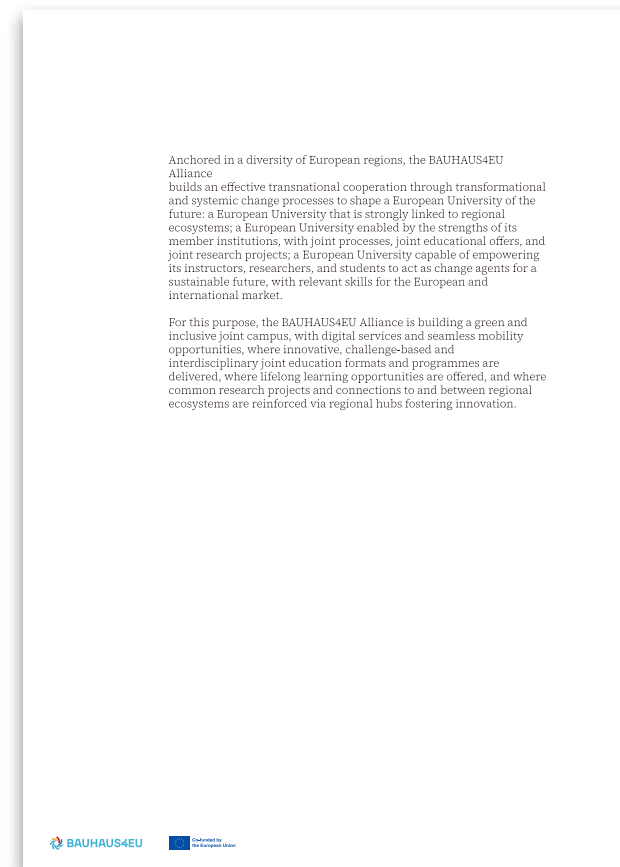 Anchored in a diversity of European regions, the BAUHAUS4EU
Alliance
builds an effective transnational cooperation through transformational
and systemic change processes to shape a European University of the
future: a European University that is strongly linked to regional
ecosystems; a European University enabled by the strengths of its
member institutions, with joint processes, joint educational offers, and
joint research projects; a European University capable of empowering
its instructors, researchers, and students to act as change agents for a
sustainable future, with relevant skills for the European and
international market.
For this purpose, the BAUHAUS4EU Alliance is building a green and
inclusive joint campus, with digital services and seamless mobility
opportunities, where innovative, challenge-based and
interdisciplinary joint education formats and programmes are
delivered, where lifelong learning opportunities are offered, and where
common research projects and connections to and between regional
ecosystems are reinforced via regional hubs fostering innovation.
BAUHAUS4EU
Co-funded by
the European Union